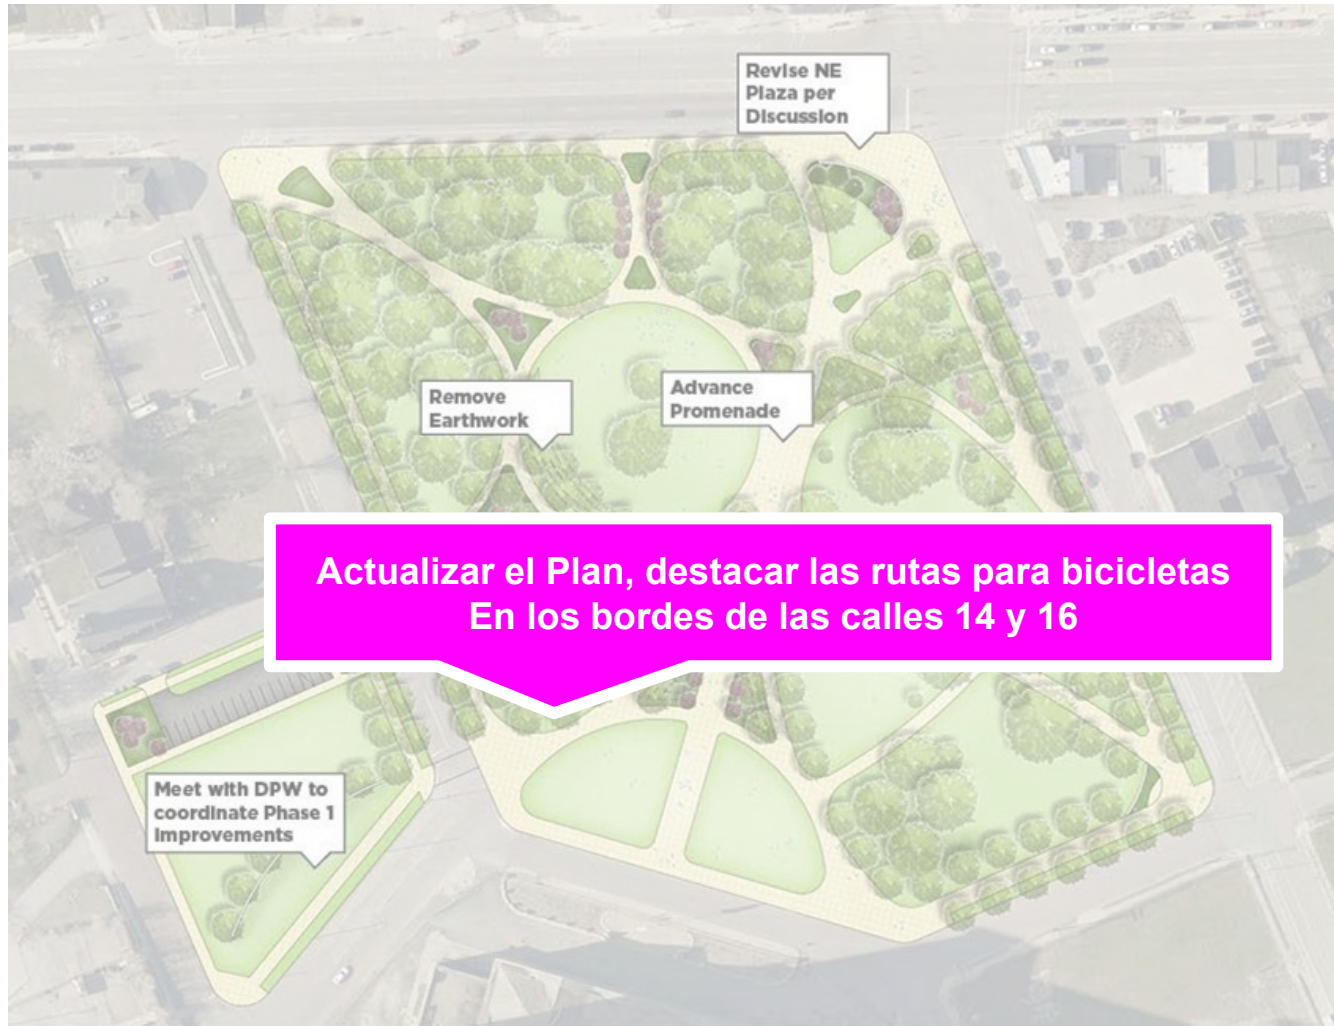 Revise NE
Plaza per
Discussion
Remove
Earthwork
Advance
Promenade
Actualizar el Plan, destacar las rutas para bicicletas
En los bordes de las calles 14 y 16
Meet with DPW to
coordinate Phase 1
Improvements